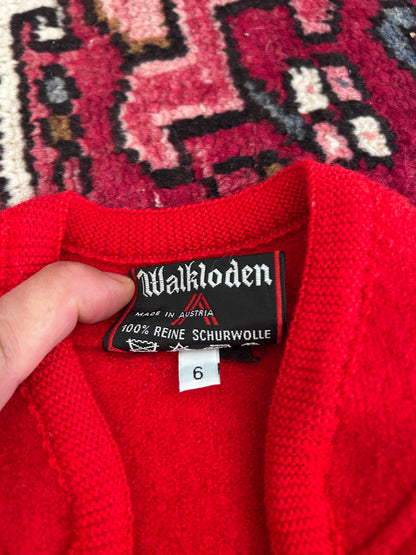 Walkloden
MADE IN AUSTRIA
100% REINE SCHURWOLLE
6